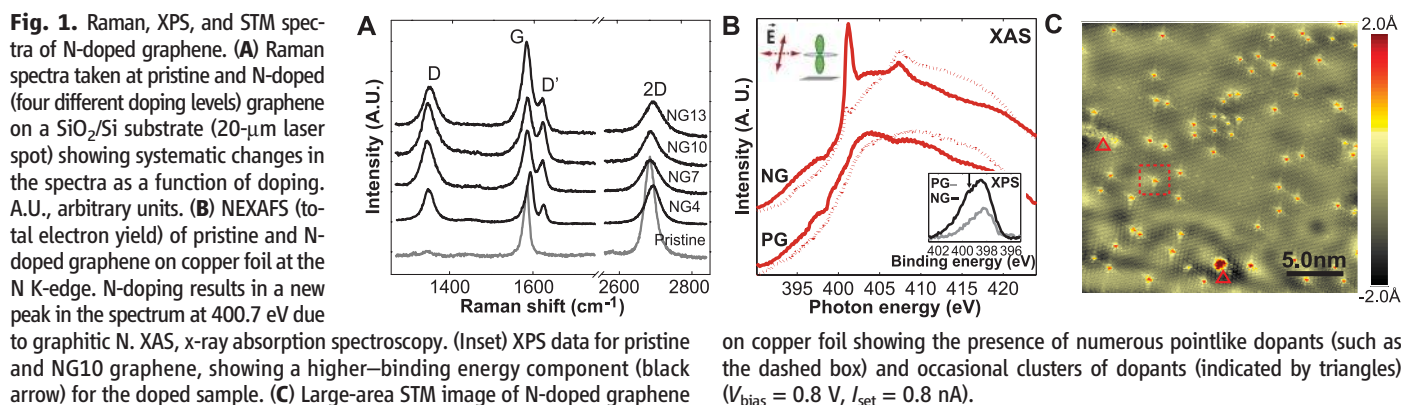 Fig. 1. Raman, XPS, and STM spec-
tra of N-doped graphene. (A) Raman
spectra taken at pristine and N-doped
(four different doping levels) graphene
on a SiO₂/Si substrate (20-μm laser
spot) showing systematic changes in
the spectra as a function of doping.
A.U., arbitrary units. (B) NEXAFS (to-
tal electron yield) of pristine and N-
doped graphene on copper foil at the
N K-edge. N-doping results in a new
peak in the spectrum at 400.7 eV due
to graphitic N. XAS, x-ray absorption spectroscopy. (Inset) XPS data for pristine
and NG10 graphene, showing a higher–binding energy component (black
arrow) for the doped sample. (C) Large-area STM image of N-doped graphene
on copper foil showing the presence of numerous pointlike dopants (such as
the dashed box) and occasional clusters of dopants (indicated by triangles)
(V_bias = 0.8 V, I_set = 0.8 nA).
A
Intensity (A.U.)
G
D
D'
2D
NG13
NG10
NG7
NG4
Pristine
1400 1600 2600 2800
Raman shift (cm⁻¹)
B
Intensity (A. U.)
E
XAS
NG
PG
XPS
PG
NG
402 400 398 396
Binding energy (eV)
395 400 405 410 415 420
Photon energy (eV)
C
5.0nm
2.0Å
-2.0Å